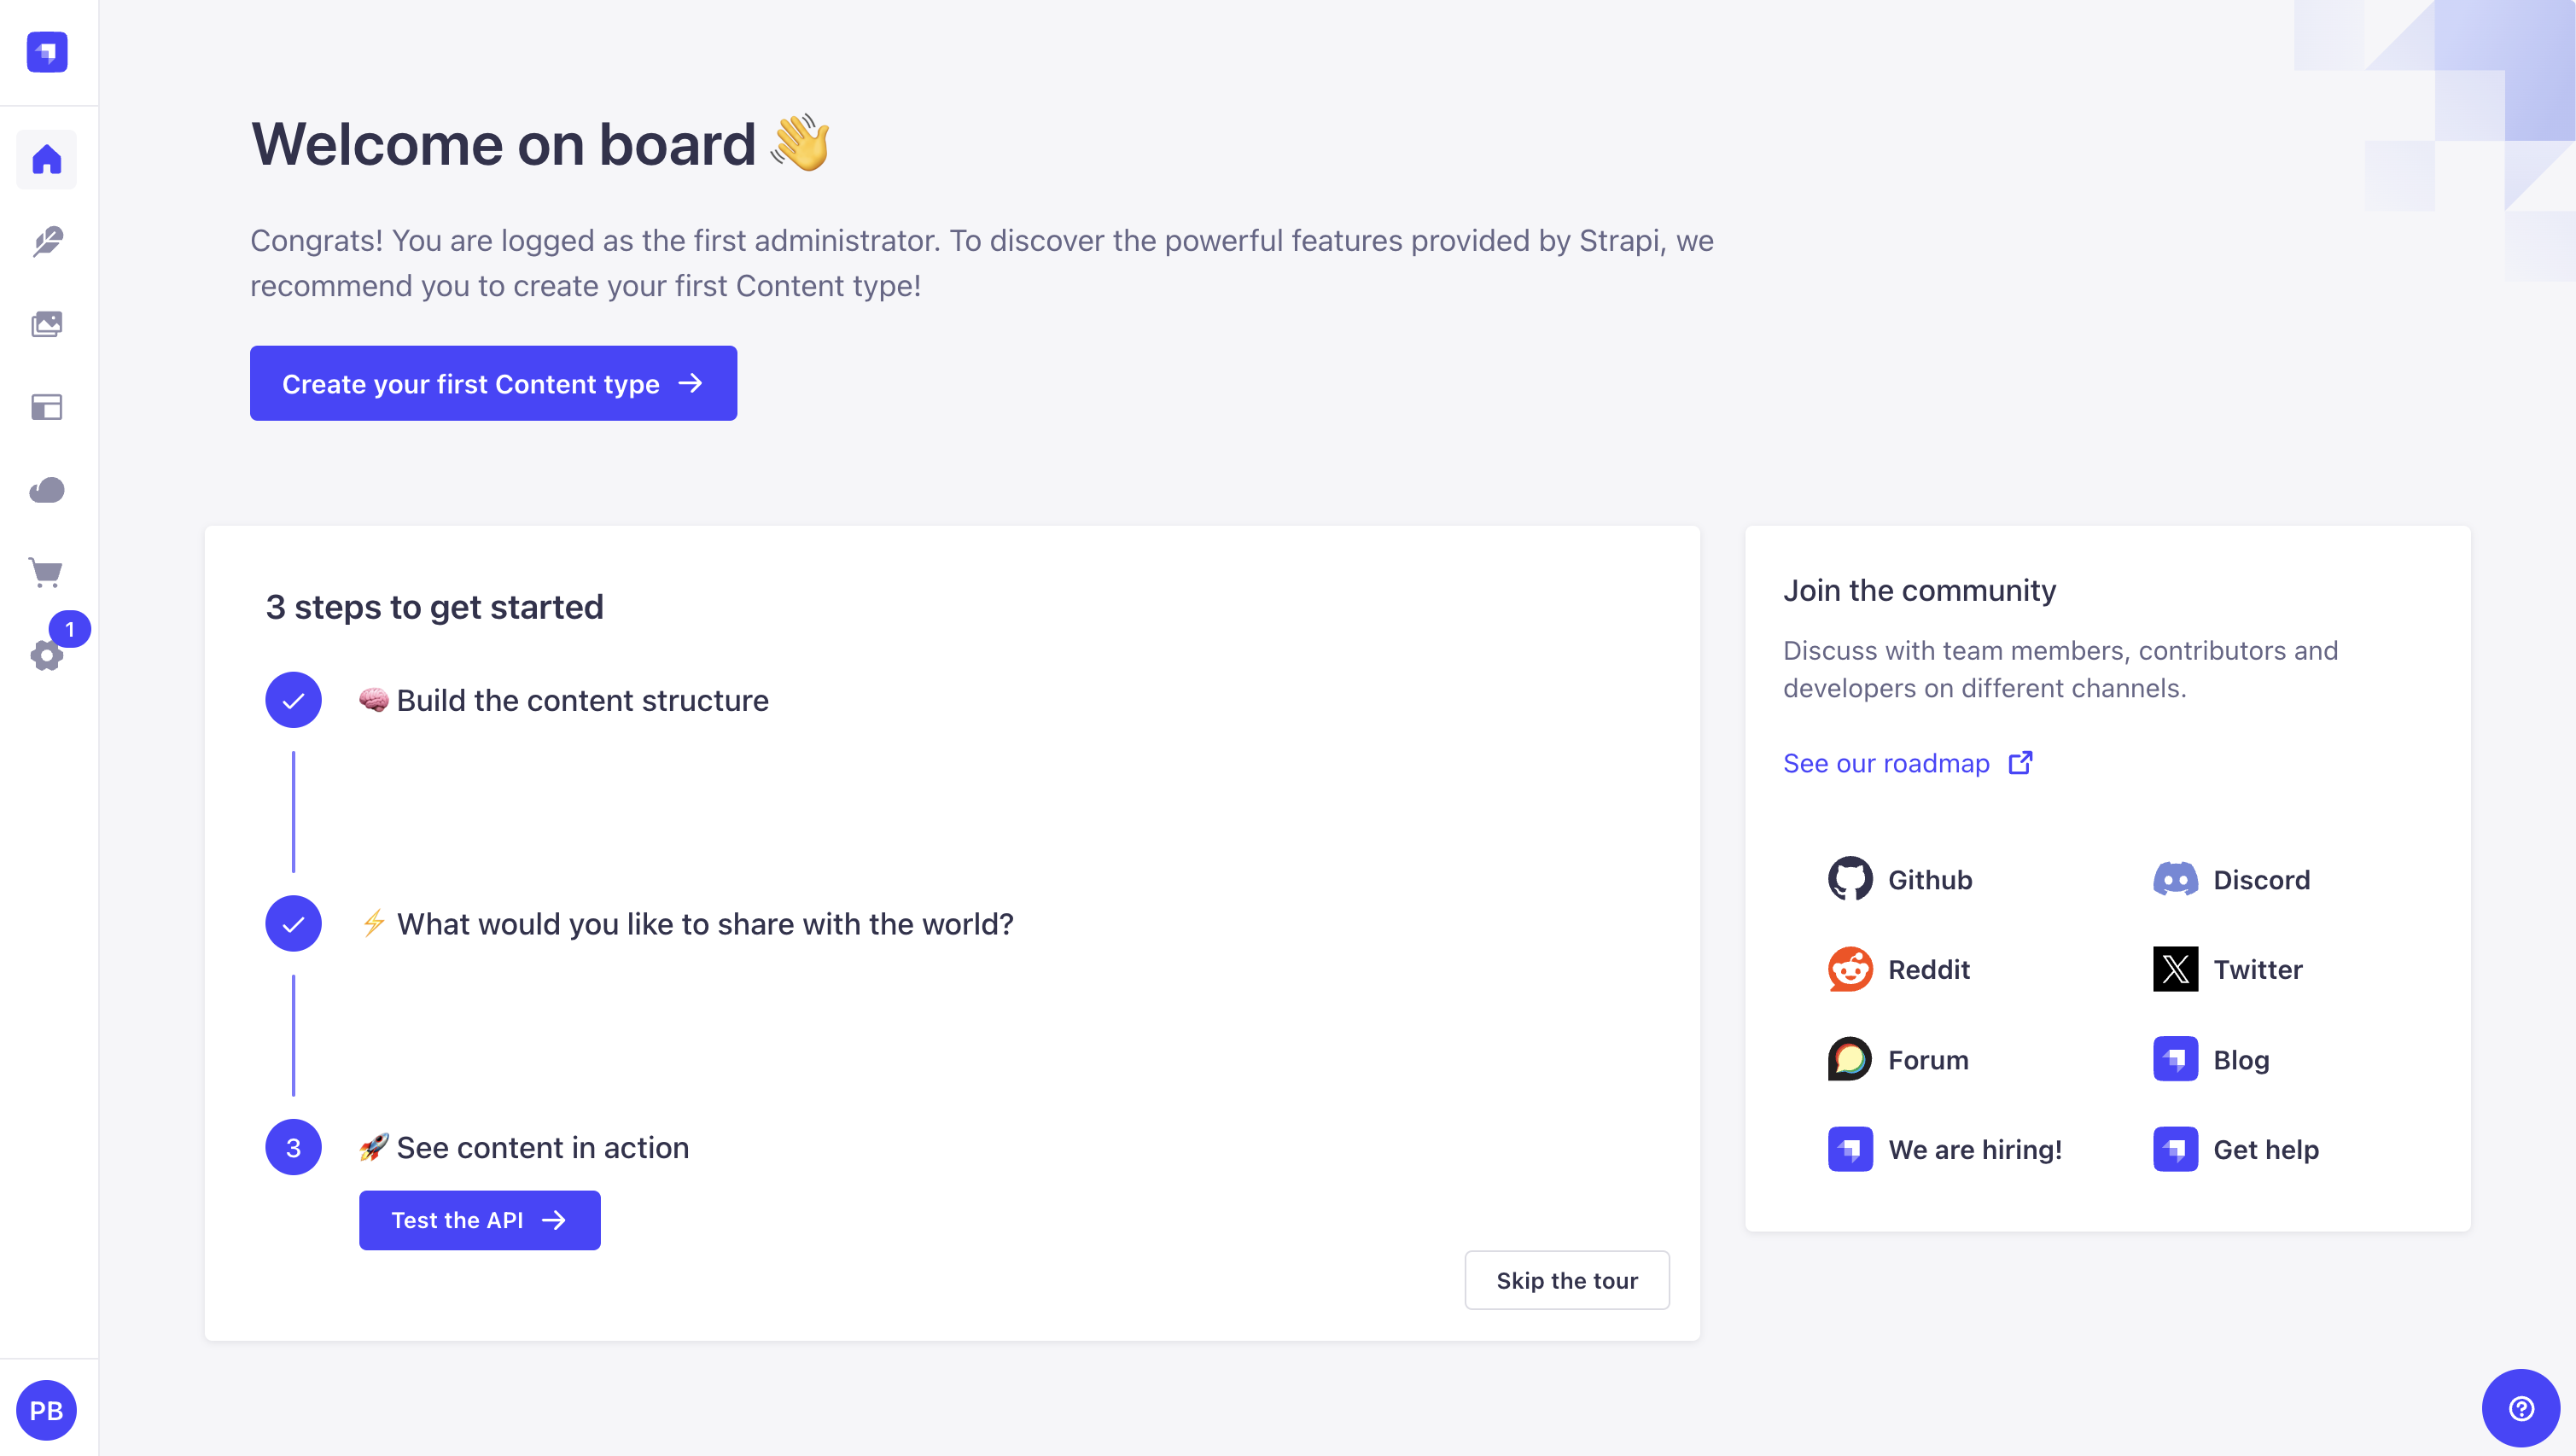 Welcome on board 👋
Congrats! You are logged as the first administrator. To discover the powerful features provided by Strapi, we
recommend you to create your first Content type!
Create your first Content type
3 steps to get started
🧠 Build the content structure
⚡ What would you like to share with the world?
3
🚀 See content in action
Test the API
Skip the tour
Join the community
Discuss with team members, contributors and
developers on different channels.
See our roadmap
Github
Discord
Reddit
Twitter
Forum
Blog
We are hiring!
Get help
1
PB